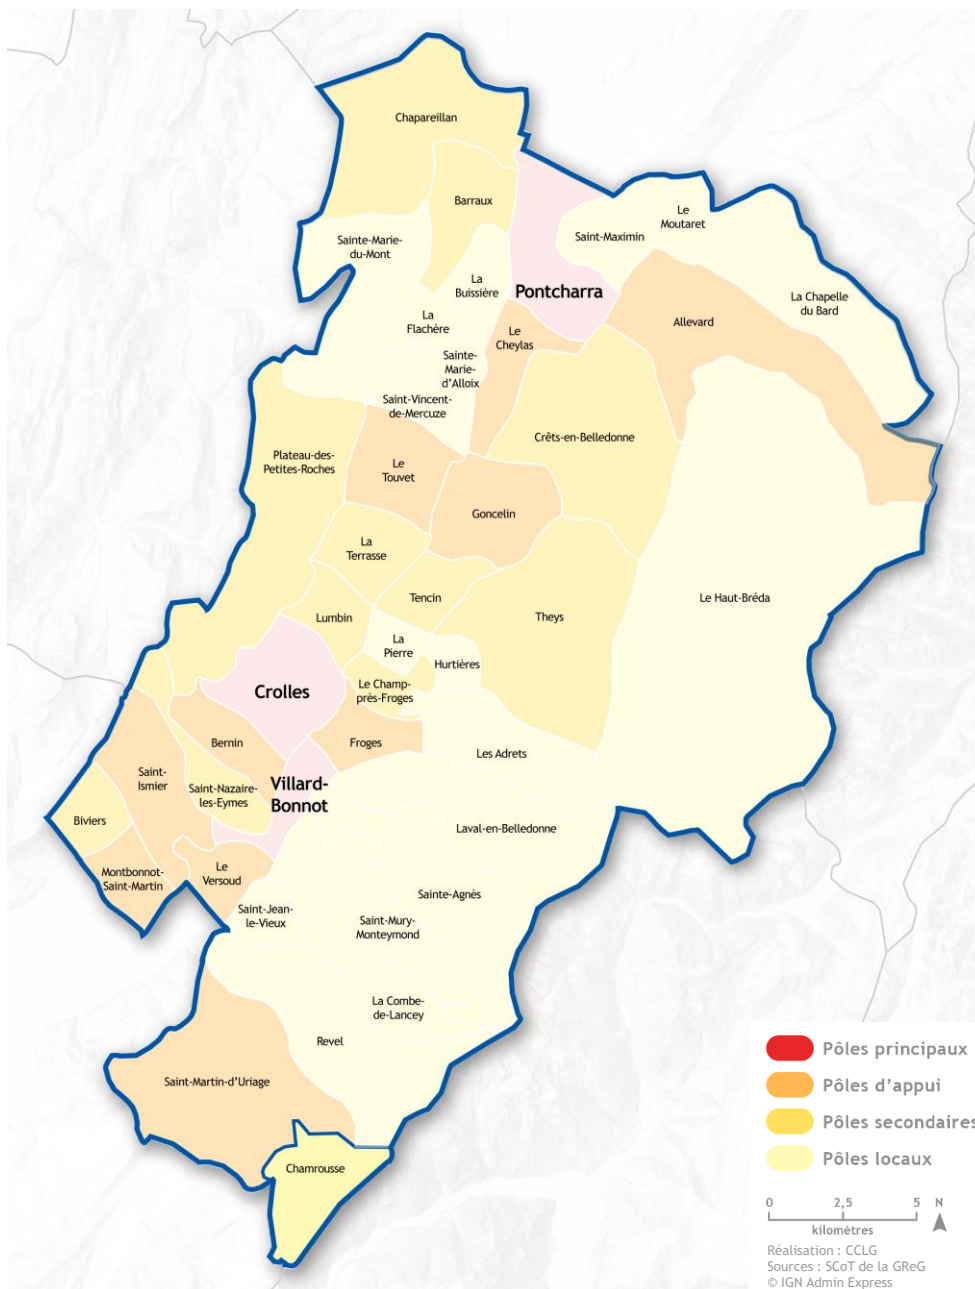 Chapareillan
Barraux
Le
Moutaret
Saint-Maximin
Sainte-Marie-
du-Mont
La
Buissière
Pontcharra
La Chapelle
du Bard
La
Flachère
Allevard
Le
Cheylas
Sainte-
Marie-
d'Alloix
Saint-Vincent-
de-Mercuze
Crêts-en-Belledonne
Plateau-des-
Petites-Roches
Le
Touvet
Goncelin
La
Terrasse
Tencin
Le Haut-Bréda
Lumbin
Theys
La
Pierre
Hurtières
Crolles
Le Champ-
près-Froges
Bernin
Froges
Les Adrets
Saint-
Ismier
Saint-Nazaire-
les-Eymes
Villard-
Bonnot
Biviers
Laval-en-Belledonne
Montbonnot-
Saint-Martin
Le
Versoud
Sainte-Agnès
Saint-Jean-
le-Vieux
Saint-Mury-
Monteymond
La Combe-
de-Lancey
Revel
Saint-Martin-d'Uriage
Chamrousse
Pôles principaux
Pôles d'appui
Pôles secondaires
Pôles locaux
0 2,5 5 N
kilomètres
Réalisation : CCLG
Sources : SCoT de la GReG
© IGN Admin Express